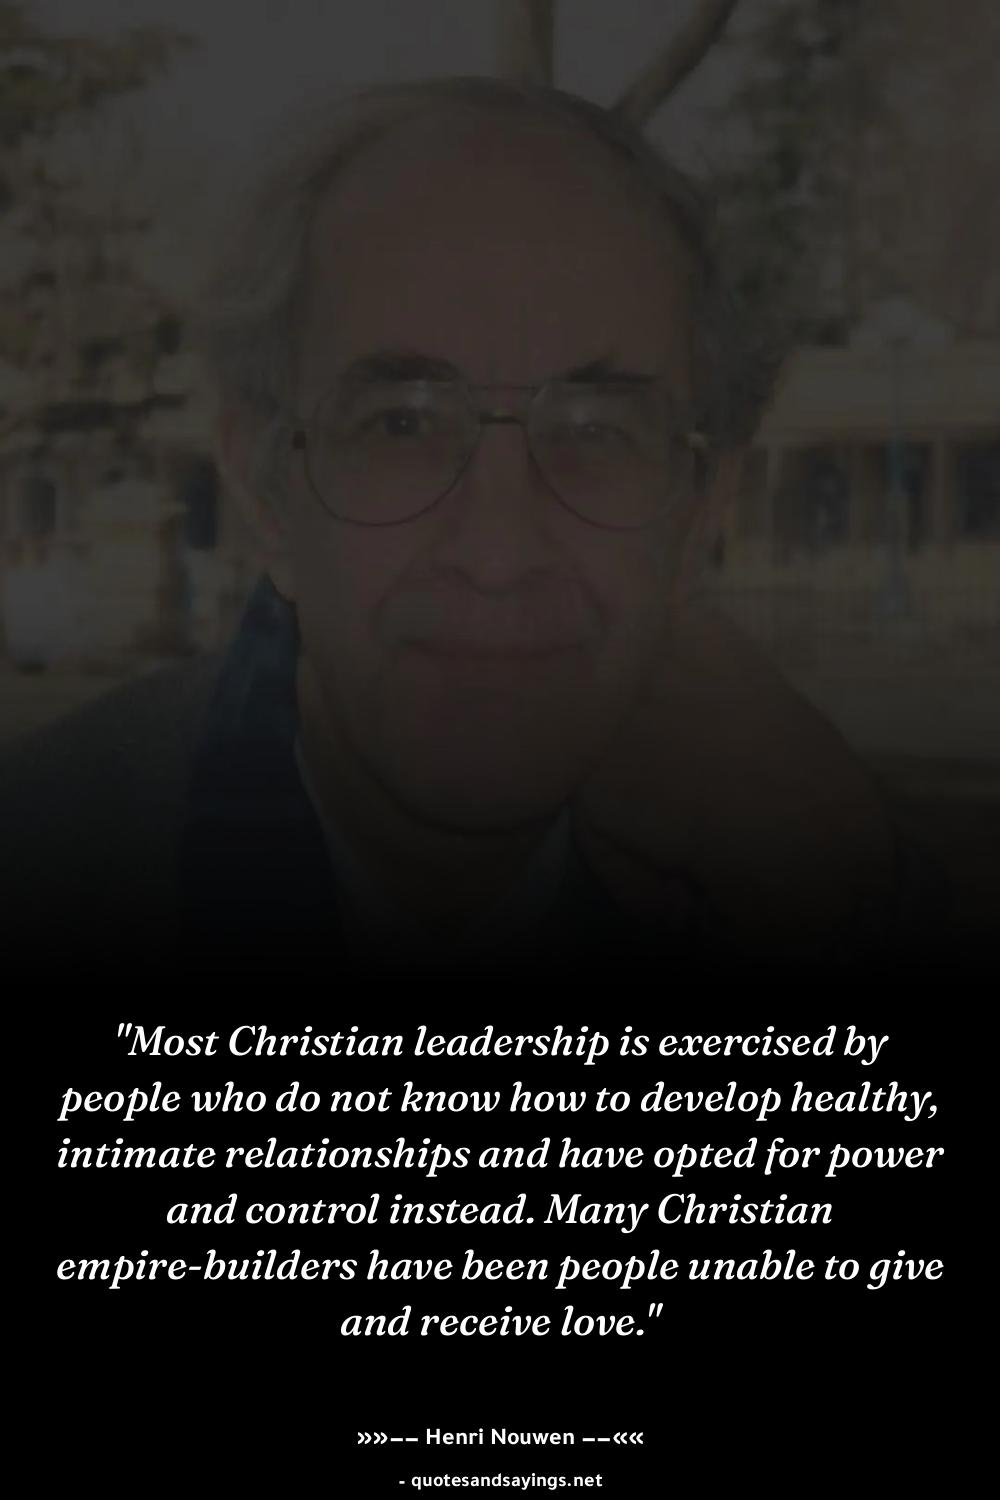 "Most Christian leadership is exercised by
people who do not know how to develop healthy,
intimate relationships and have opted for power
and control instead. Many Christian
empire-builders have been people unable to give
and receive love."
»»−− Henri Nouwen −−««
- quotesandsayings.net